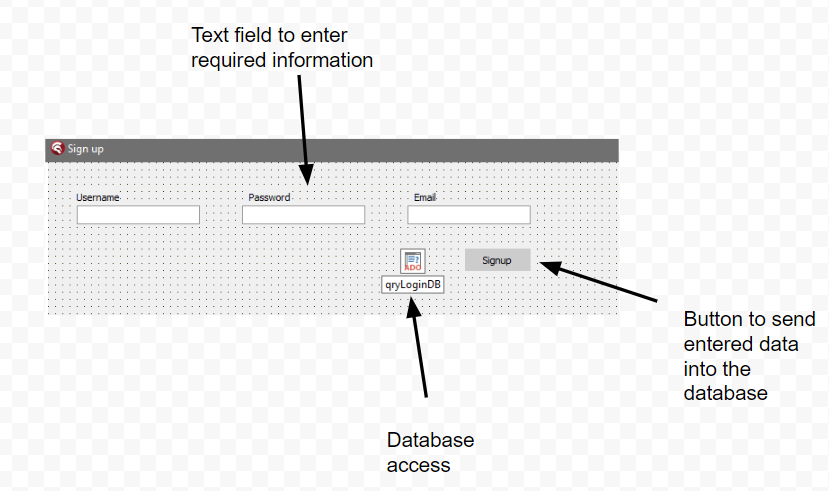 Text field to enter
required information
Sign up
Username
Password
Email
ADO
Signup
qryLoginDB
Button to send
entered data
into the
database
Database
access